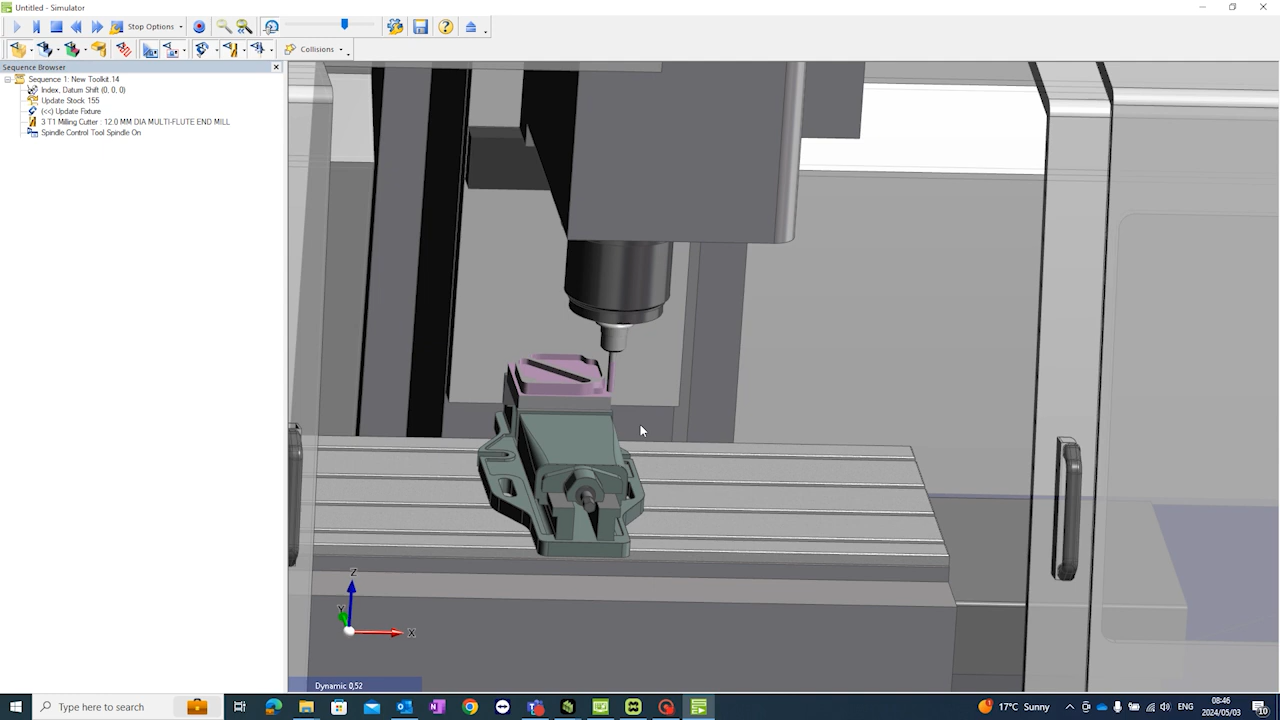 Untitled - Simulator
Stop Options
Collisions
Sequence Browser
Sequence 1: New Toolkit.14
Index, Datum Shift (0, 0, 0)
Update Stock 155
(<<) Update Fixture
3 T1 Milling Cutter : 12.0 MM DIA MULTI-FLUTE END MILL
Spindle Control Tool Spindle On
Z
Y
X
Dynamic 0,52
Type here to search
17°C Sunny
ENG
08:46
2024/05/03
10